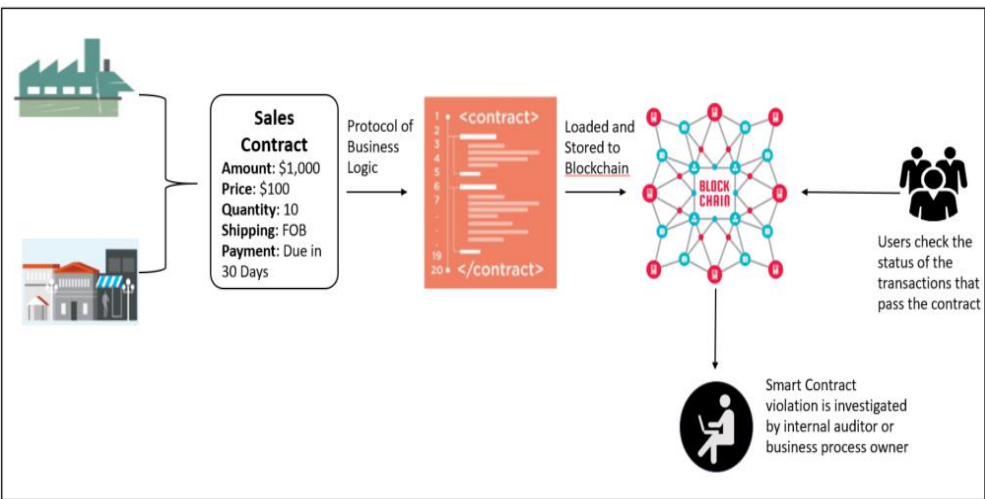 Sales
Contract
Amount: $1,000
Price: $100
Quantity: 10
Shipping: FOB
Payment: Due in
30 Days
Protocol of
Business
Logic
1 <contract>
2
3
4
5
6
7
.
.
.
19
20 </contract>
Loaded and
Stored to
Blockchain
BLOCK
CHAIN
Users check the
status of the
transactions that
pass the contract
Smart Contract
violation is investigated
by internal auditor or
business process owner